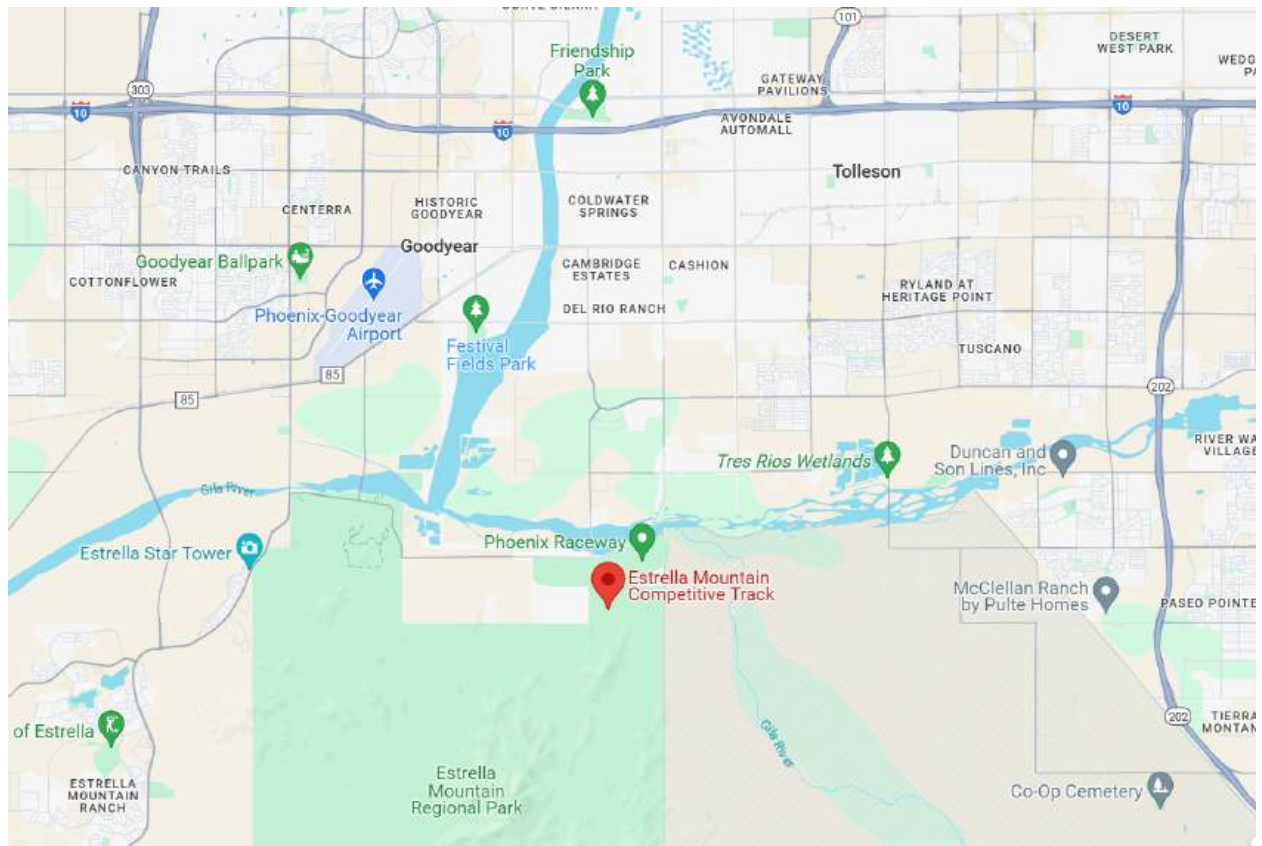 101
DESERT
WEST PARK
Friendship
Park
GATEWAY
PAVILIONS
303
10
10
10
AVONDALE
AUTOMALL
CANYON TRAILS
Tolleson
CENTERRA
HISTORIC
GOODYEAR
COLDWATER
SPRINGS
Goodyear
Goodyear Ballpark
COTTONFLOWER
CAMBRIDGE
ESTATES
CASHION
RYLAND AT
HERITAGE POINT
Phoenix-Goodyear
Airport
DEL RIO RANCH
Festival
Fields Park
TUSCANO
85
85
202
RIVER WA
VILLAGE
Tres Rios Wetlands
Duncan and
Son Lines, Inc
Gila River
Phoenix Raceway
Estrella Star Tower
Estrella Mountain
Competitive Track
McClellan Ranch
by Pulte Homes
PASEO POINTE
202
TIERRA
MONTAN
of Estrella
Gila River
ESTRELLA
MOUNTAIN
RANCH
Estrella
Mountain
Regional Park
Co-Op Cemetery